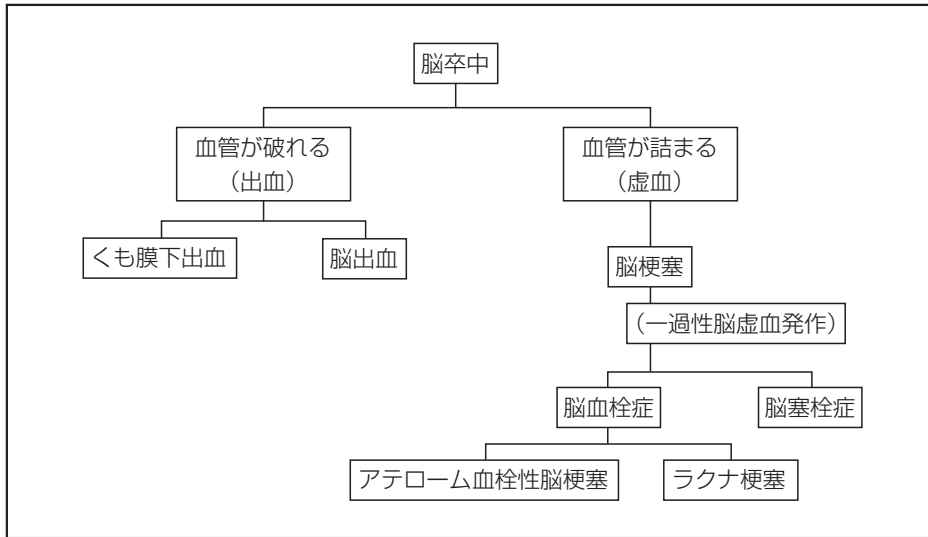 脳卒中
血管が破れる
（出血）
血管が詰まる
（虚血）
くも膜下出血
脳出血
脳梗塞
（一過性脳虚血発作）
脳血栓症
脳塞栓症
アテローム血栓性脳梗塞
ラクナ梗塞